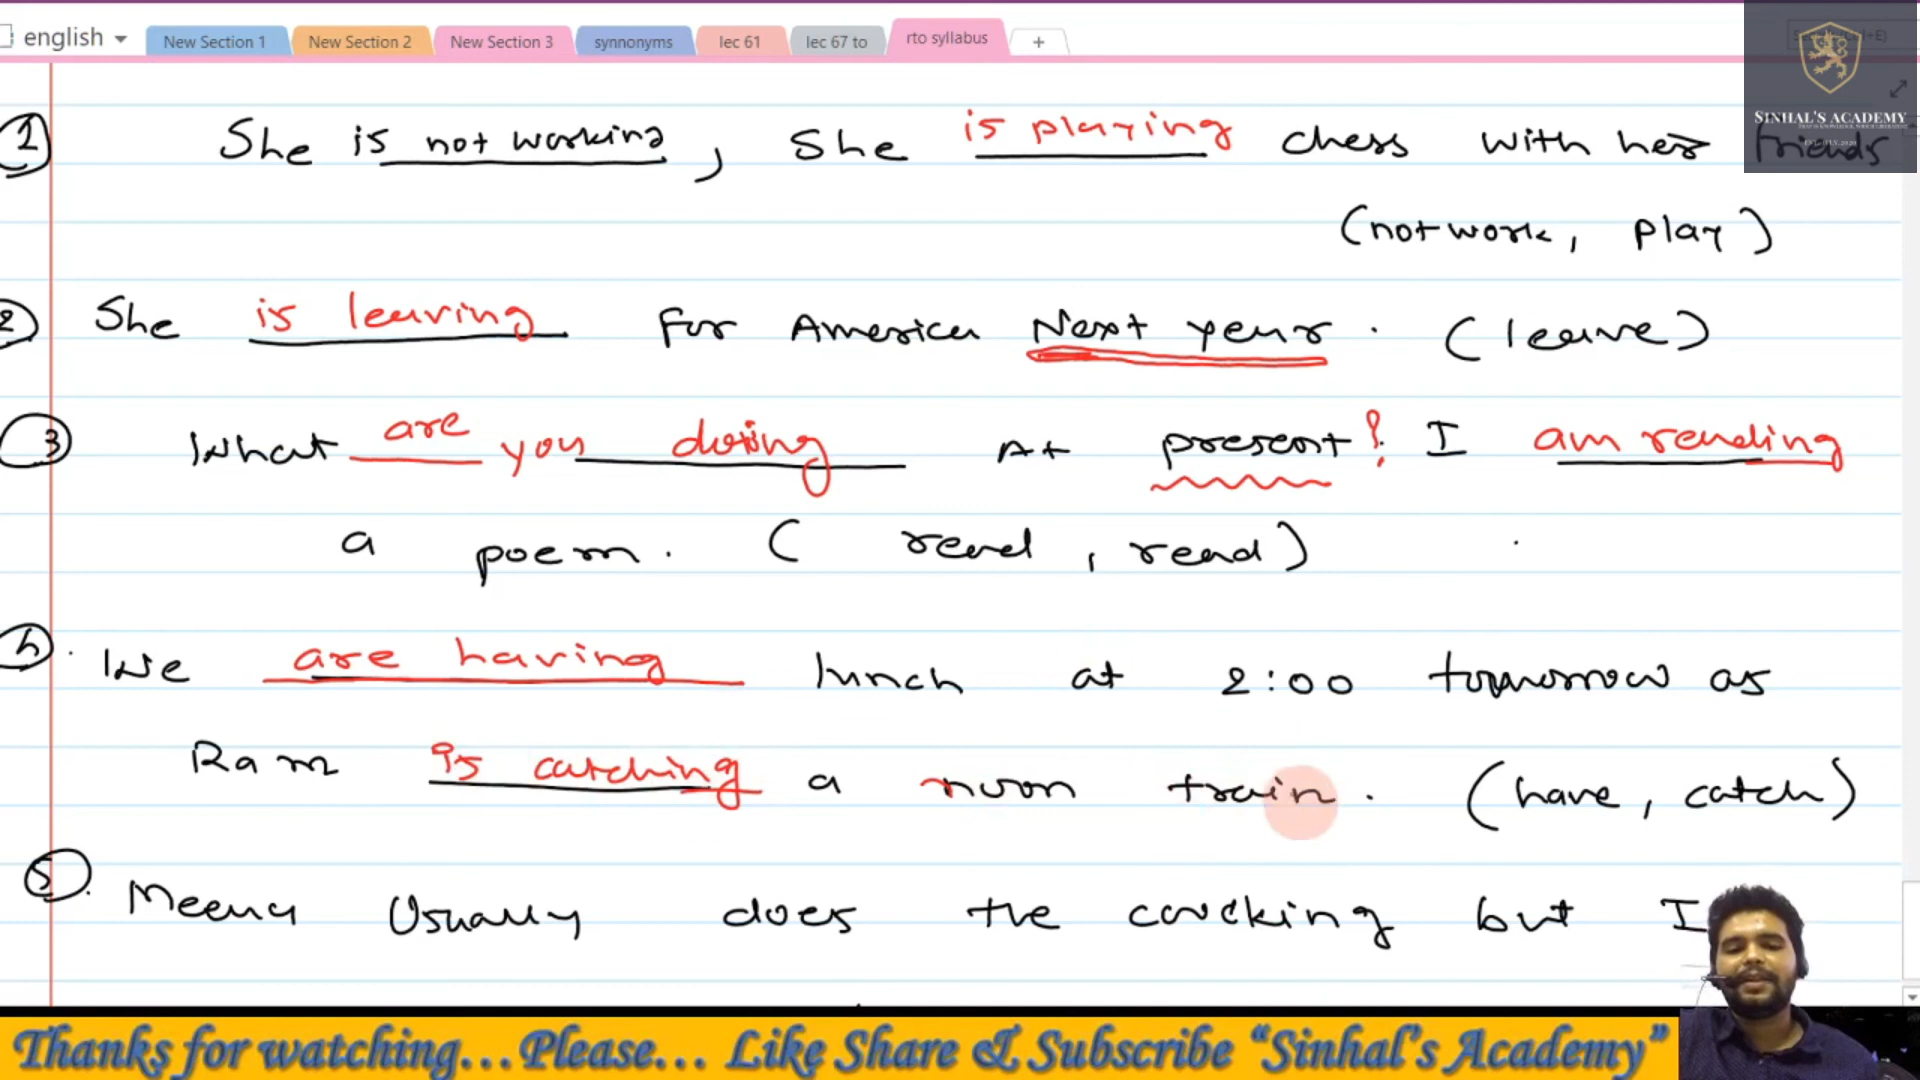 english
New Section 1
New Section 2
New Section 3
synnonyms
lec 61
lec 67 to
rto syllabus
+
SINHAL'S ACADEMY
1 She is not working, She is playing chess with her friends
(not work, play)
2 She is leaving for America Next year. (leave)
3 What are you doing At present? I am reading
a poem. (read, read)
4. We are having lunch at 2:00 tomorrow as
Ram is catching a noon train. (have, catch)
5. Meena Usually does the coocking but I
Thanks for watching...Please... Like Share & Subscribe "Sinhal's Academy"